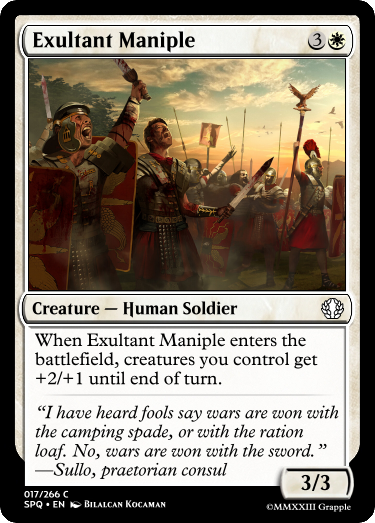 Exultant Maniple 3
Creature — Human Soldier
When Exultant Maniple enters the
battlefield, creatures you control get
+2/+1 until end of turn.
“I have heard fools say wars are won with
the camping spade, or with the ration
loaf. No, wars are won with the sword.”
—Sullo, praetorian consul
3/3
017/266 C
SPQ • EN Bilalcan Kocaman
©MMXXIII Grapple